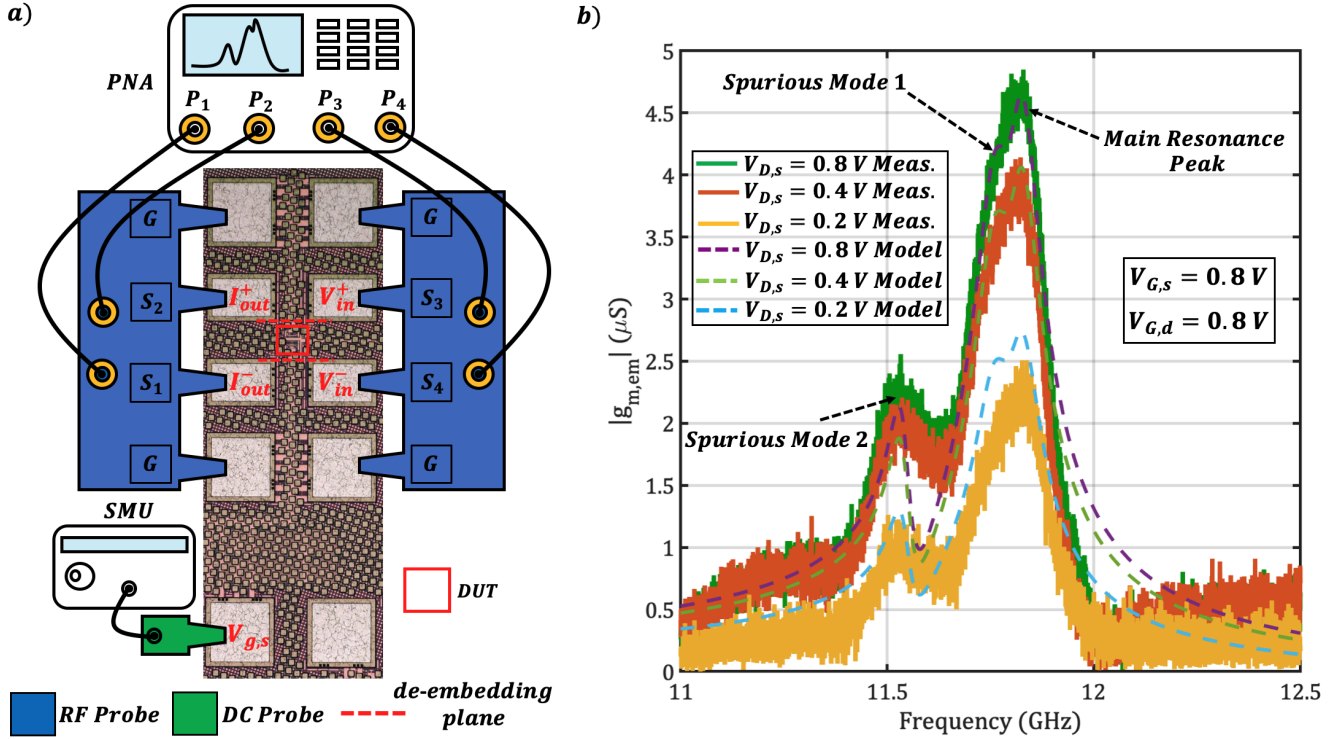 a)
PNA
P1 P2 P3 P4
G G
S2 I+out V+in S3
S1 I−out V−in S4
G G
SMU
Vg,s
DUT
RF Probe
DC Probe
de-embedding
plane
b)
|gm,em| (μS)
5
4.5
4
3.5
3
2.5
2
1.5
1
0.5
0
11 11.5 12 12.5
Frequency (GHz)
Spurious Mode 1
Main Resonance
Peak
VD,s = 0.8 V Meas.
VD,s = 0.4 V Meas.
VD,s = 0.2 V Meas.
VD,s = 0.8 V Model
VD,s = 0.4 V Model
VD,s = 0.2 V Model
VG,s = 0.8 V
VG,d = 0.8 V
Spurious Mode 2